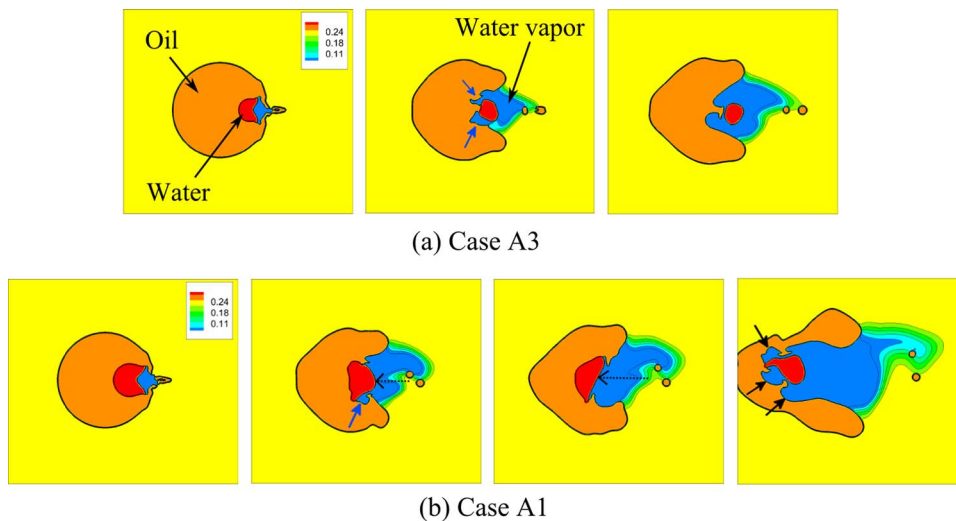 Oil
Water
0.24
0.18
0.11
Water vapor
(a) Case A3
0.24
0.18
0.11
(b) Case A1